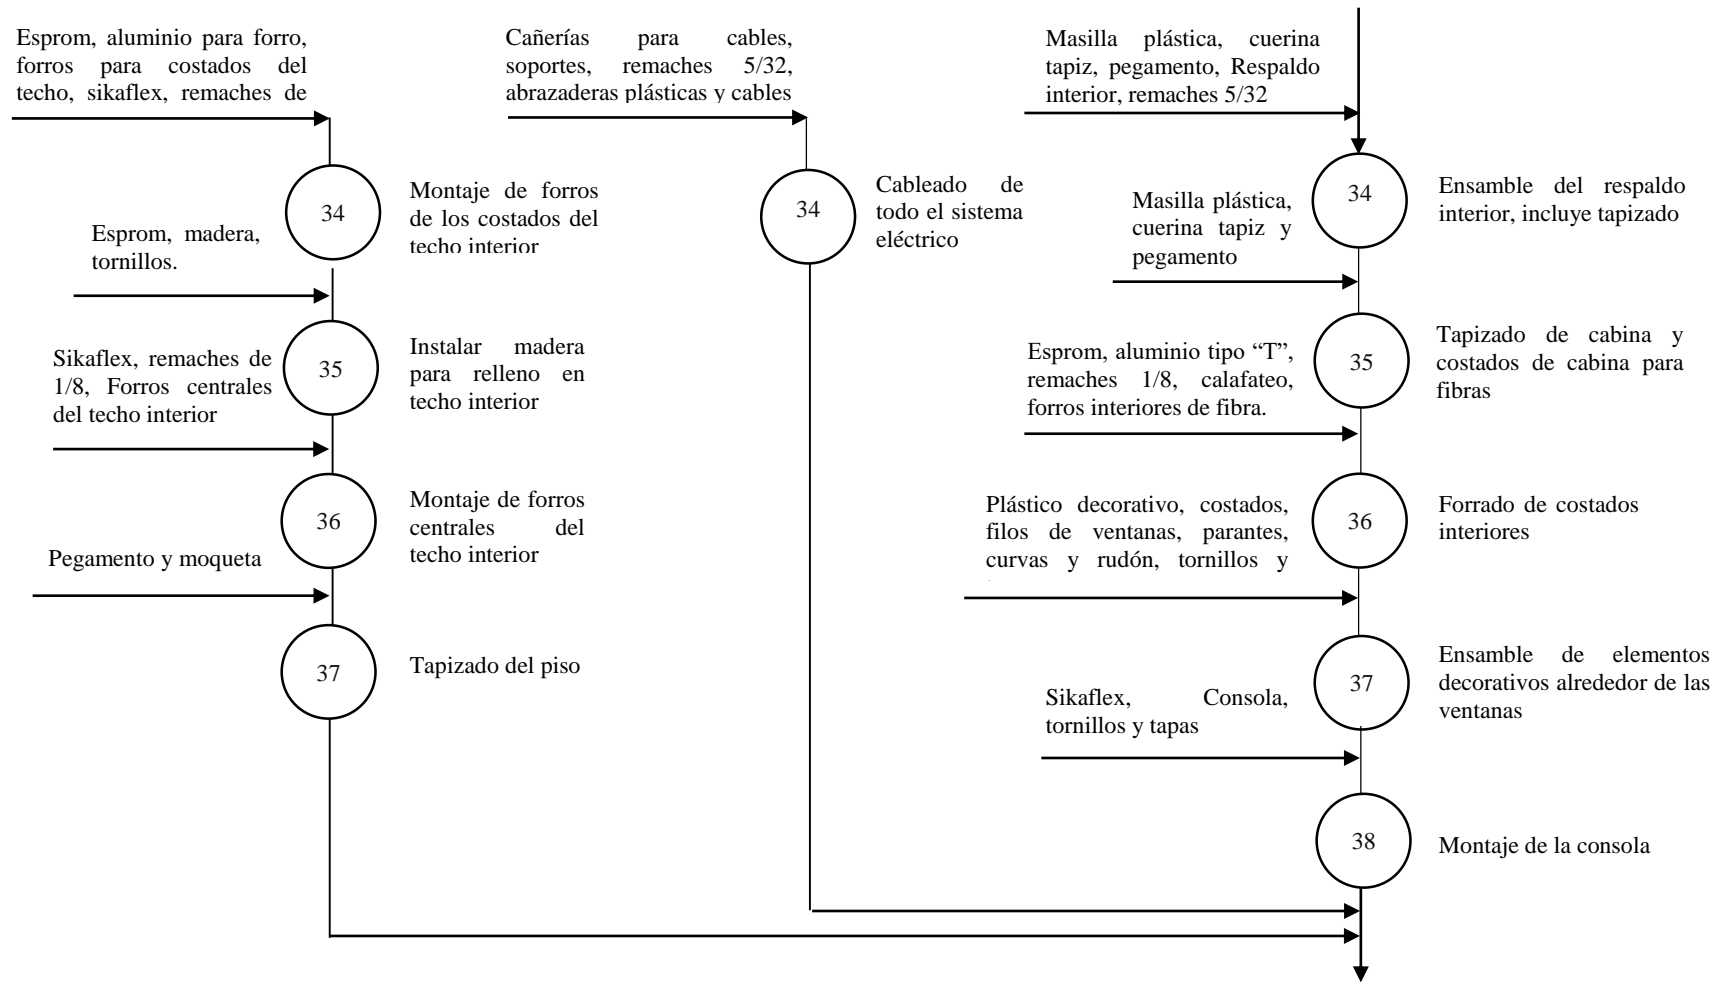 Esprom, aluminio para forro,
forros para costados del
techo, sikaflex, remaches de
34
Montaje de forros
de los costados del
techo interior
Esprom, madera,
tornillos.
35
Instalar madera
para relleno en
techo interior
Sikaflex, remaches de
1/8, Forros centrales
del techo interior
36
Montaje de forros
centrales del
techo interior
Pegamento y moqueta
37
Tapizado del piso
Cañerías para cables,
soportes, remaches 5/32,
abrazaderas plásticas y cables
34
Cableado de
todo el sistema
eléctrico
Masilla plástica, cuerina
tapiz, pegamento, Respaldo
interior, remaches 5/32
34
Ensamble del respaldo
interior, incluye tapizado
Masilla plástica,
cuerina tapiz y
pegamento
35
Tapizado de cabina y
costados de cabina para
fibras
Esprom, aluminio tipo “T”,
remaches 1/8, calafateo,
forros interiores de fibra.
36
Forrado de costados
interiores
Plástico decorativo, costados,
filos de ventanas, parantes,
curvas y rudón, tornillos y
37
Ensamble de elementos
decorativos alrededor de las
ventanas
Sikaflex, Consola,
tornillos y tapas
38
Montaje de la consola